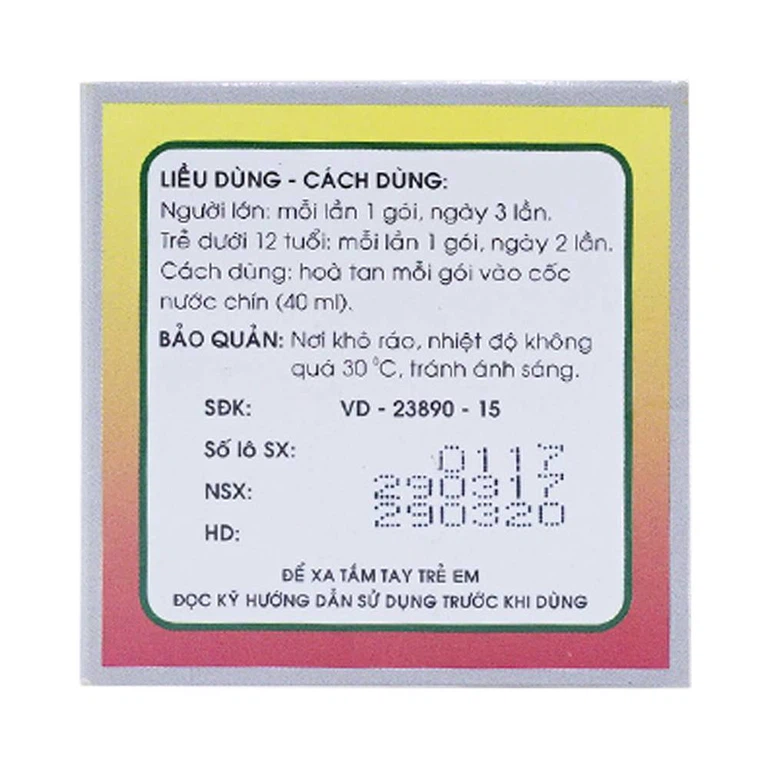 LIỀU DÙNG - CÁCH DÙNG:
Người lớn: mỗi lần 1 gói, ngày 3 lần.
Trẻ dưới 12 tuổi: mỗi lần 1 gói, ngày 2 lần.
Cách dùng: hoà tan mỗi gói vào cốc
nước chín (40 ml).
BẢO QUẢN: Nơi khô ráo, nhiệt độ không
quá 30 °C, tránh ánh sáng.
SĐK: VD - 23890 - 15
Số lô SX: 0117
NSX: 290317
HD: 290320
ĐỂ XA TẦM TAY TRẺ EM
ĐỌC KỸ HƯỚNG DẪN SỬ DỤNG TRƯỚC KHI DÙNG